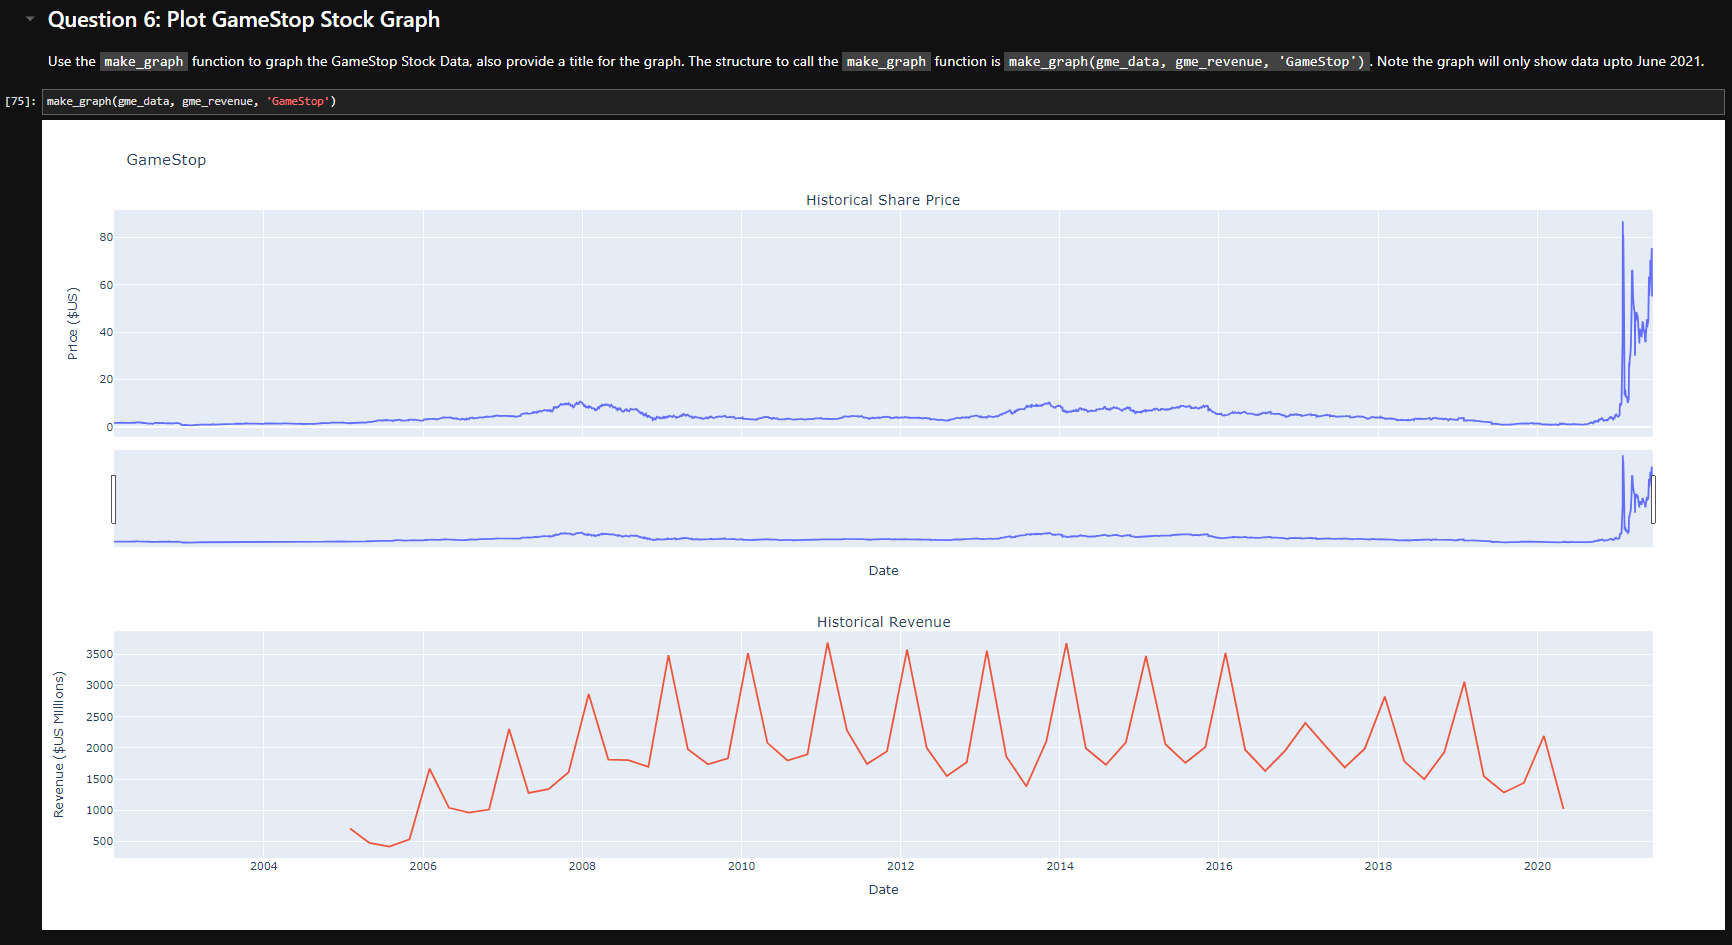 Question 6: Plot GameStop Stock Graph
Use the make_graph function to graph the GameStop Stock Data, also provide a title for the graph. The structure to call the make_graph function is make_graph(gme_data, gme_revenue, 'GameStop'). Note the graph will only show data upto June 2021.
[75]: make_graph(gme_data, gme_revenue, 'GameStop')
GameStop
Historical Share Price
80
60
40
20
0
Price ($US)
Date
Historical Revenue
3500
3000
2500
2000
1500
1000
500
Revenue ($US Millions)
2004 2006 2008 2010 2012 2014 2016 2018 2020
Date